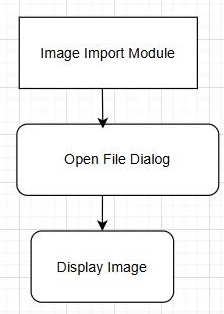 Image Import Module
Open File Dialog
Display Image